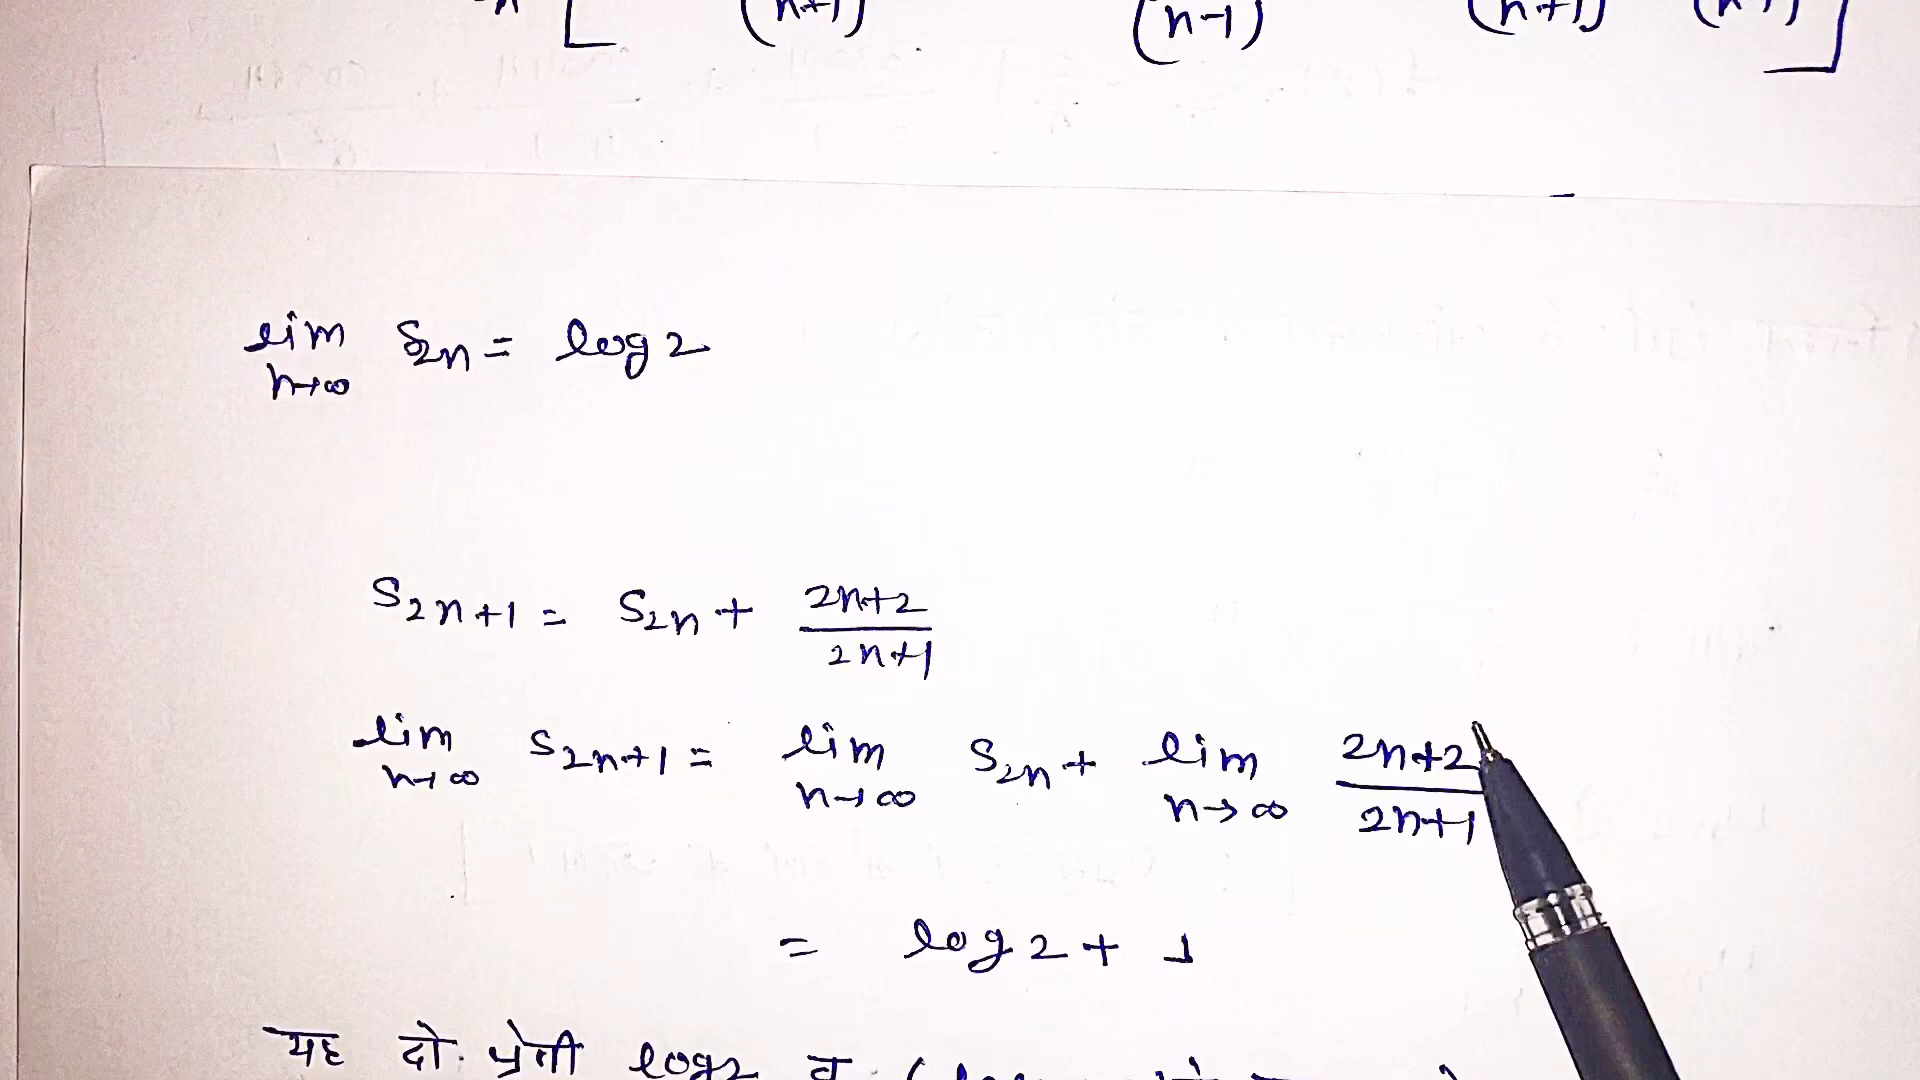 (n+1) (n-1) (n+1) (n-1) ]
lim n→∞ S2n = log 2
S2n+1 = S2n + 2n+2 / 2n+1
lim n→∞ S2n+1 = lim n→∞ S2n + lim n→∞ 2n+2 / 2n+1
= log 2 + 1
यह दो श्रेणी log2 व